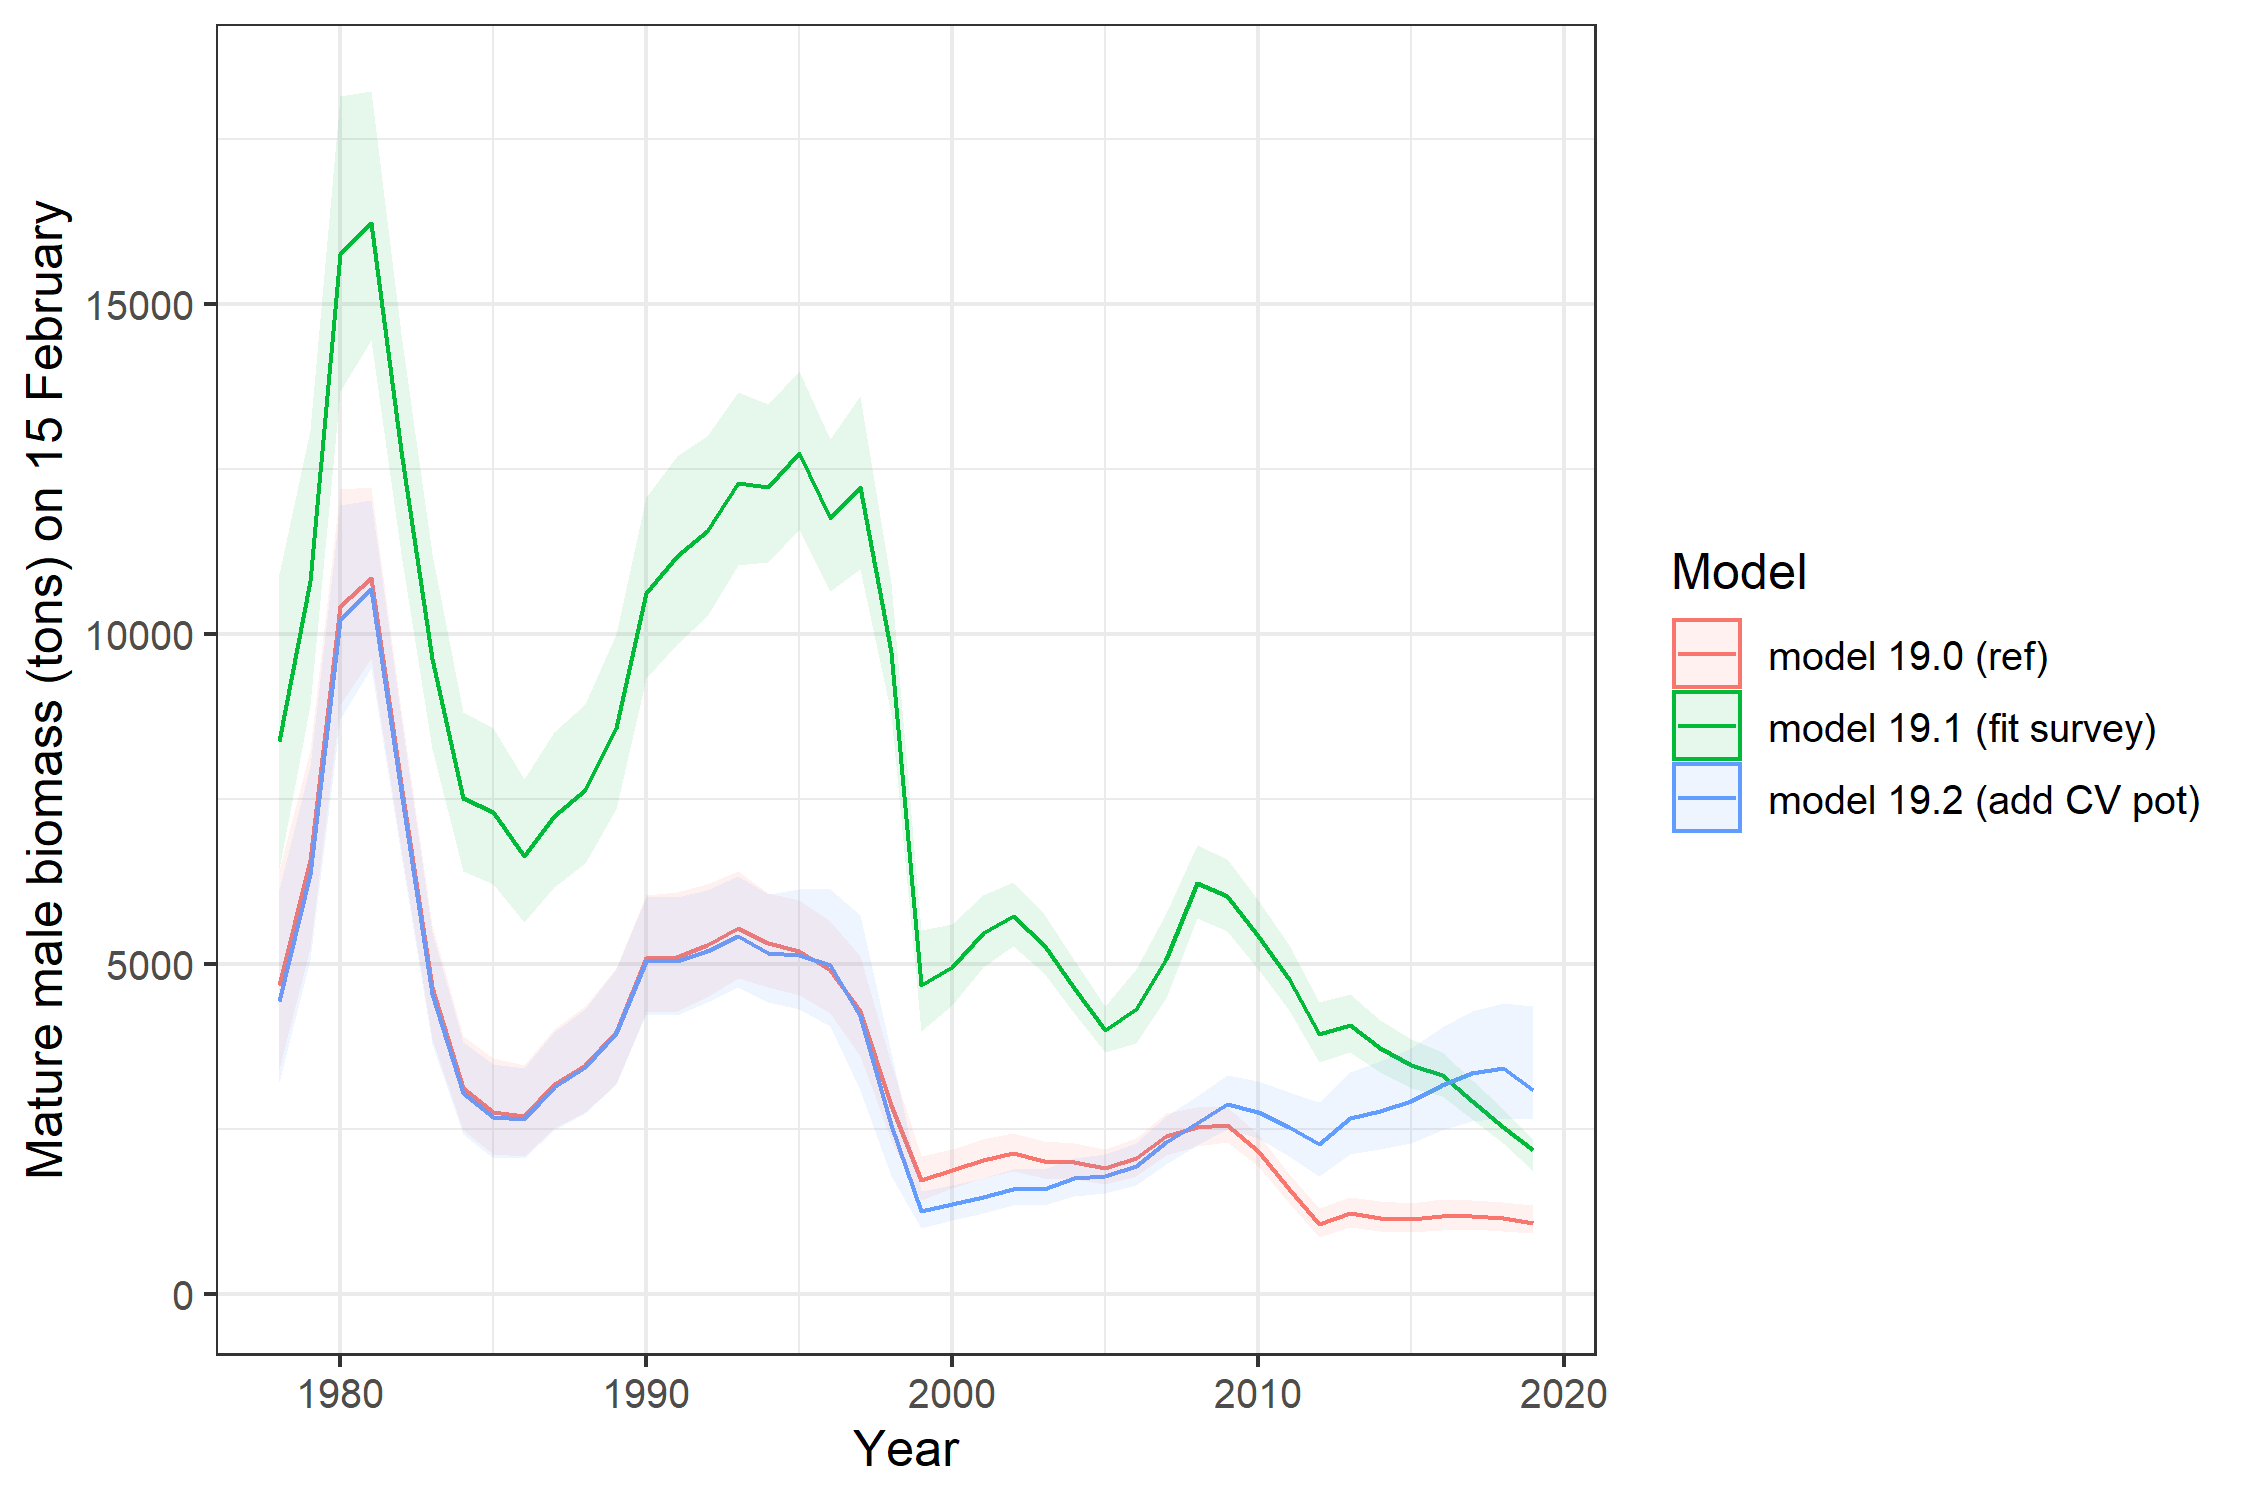 Mature male biomass (tons) on 15 February
15000
10000
5000
0
1980
1990
2000
2010
2020
Year
Model
model 19.0 (ref)
model 19.1 (fit survey)
model 19.2 (add CV pot)